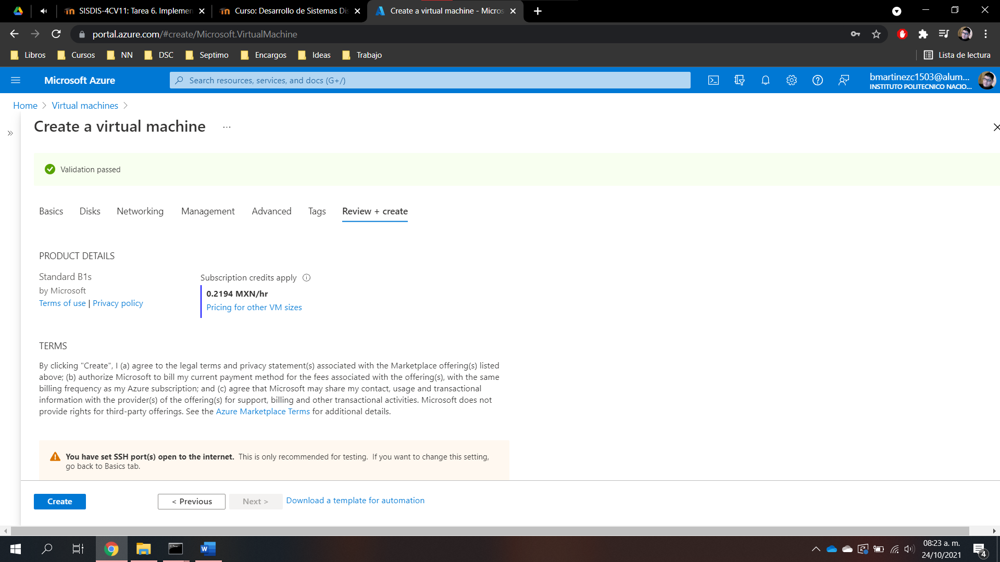 SISDIS-4CV11: Tarea 6. Implemen
Curso: Desarrollo de Sistemas Dis
Create a virtual machine - Micros
portal.azure.com/#create/Microsoft.VirtualMachine
Libros
Cursos
NN
DSC
Septimo
Encargos
Ideas
Trabajo
Lista de lectura
Microsoft Azure
Search resources, services, and docs (G+/)
bmartinezc1503@alum...
INSTITUTO POLITECNICO NACIO...
Home > Virtual machines >
Create a virtual machine ...
Validation passed
Basics
Disks
Networking
Management
Advanced
Tags
Review + create
PRODUCT DETAILS
Standard B1s
by Microsoft
Terms of use | Privacy policy
Subscription credits apply
0.2194 MXN/hr
Pricing for other VM sizes
TERMS
By clicking "Create", I (a) agree to the legal terms and privacy statement(s) associated with the Marketplace offering(s) listed
above; (b) authorize Microsoft to bill my current payment method for the fees associated with the offering(s), with the same
billing frequency as my Azure subscription; and (c) agree that Microsoft may share my contact, usage and transactional
information with the provider(s) of the offering(s) for support, billing and other transactional activities. Microsoft does not
provide rights for third-party offerings. See the Azure Marketplace Terms for additional details.
You have set SSH port(s) open to the internet. This is only recommended for testing. If you want to change this setting,
go back to Basics tab.
Create
< Previous
Next >
Download a template for automation
08:23 a. m.
24/10/2021
4